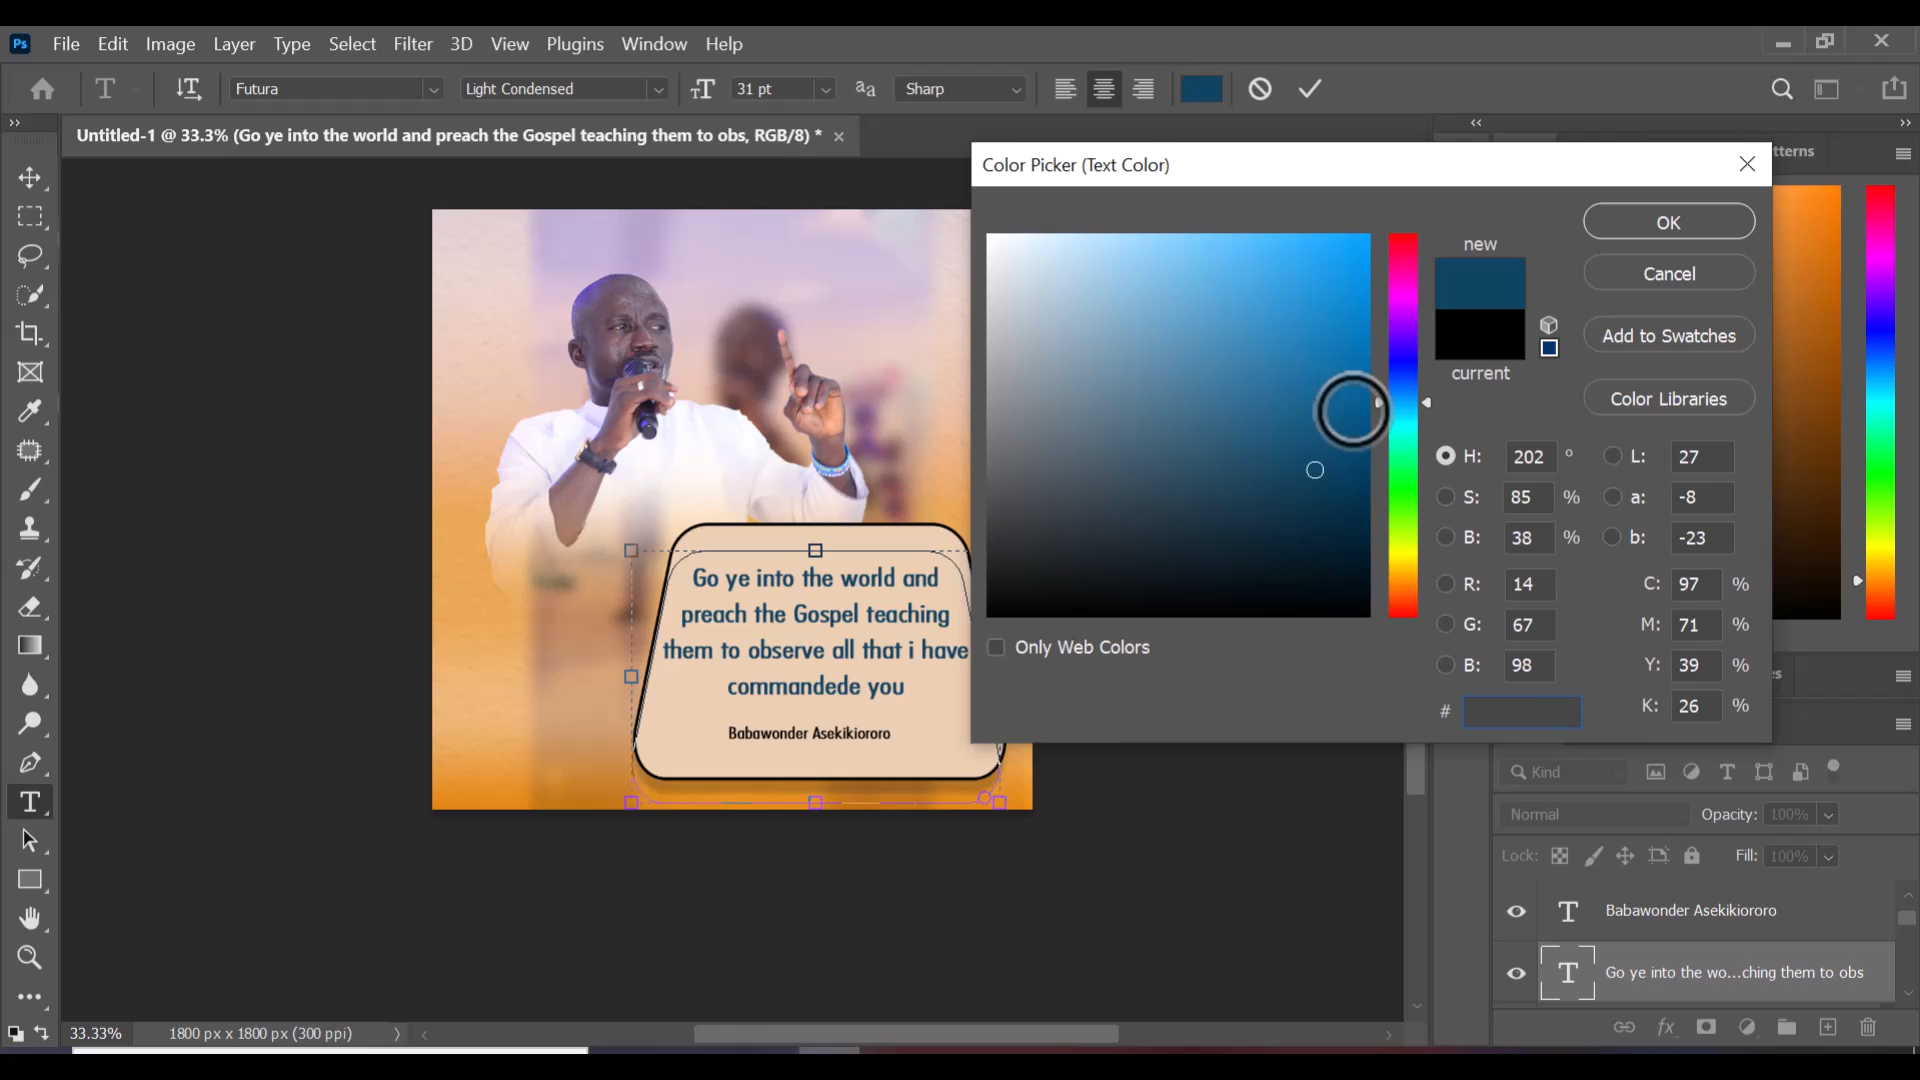 Ps File Edit Image Layer Type Select Filter 3D View Plugins Window Help
T Futura Light Condensed 31 pt aa Sharp
Untitled-1 @ 33.3% (Go ye into the world and preach the Gospel teaching them to obs, RGB/8) *
Color Picker (Text Color)
tterns
OK
new
Cancel
Add to Swatches
current
Color Libraries
H: 202 ° L: 27
S: 85 % a: -8
B: 38 % b: -23
R: 14 C: 97 %
G: 67 M: 71 %
B: 98 Y: 39 %
# K: 26 %
Only Web Colors
es
Go ye into the world and
preach the Gospel teaching
them to observe all that i have
commandede you
Babawonder Asekikiororo
Kind
Normal Opacity: 100%
Lock: Fill: 100%
T Babawonder Asekikiororo
T Go ye into the wo...ching them to obs
fx
33.33% 1800 px x 1800 px (300 ppi)